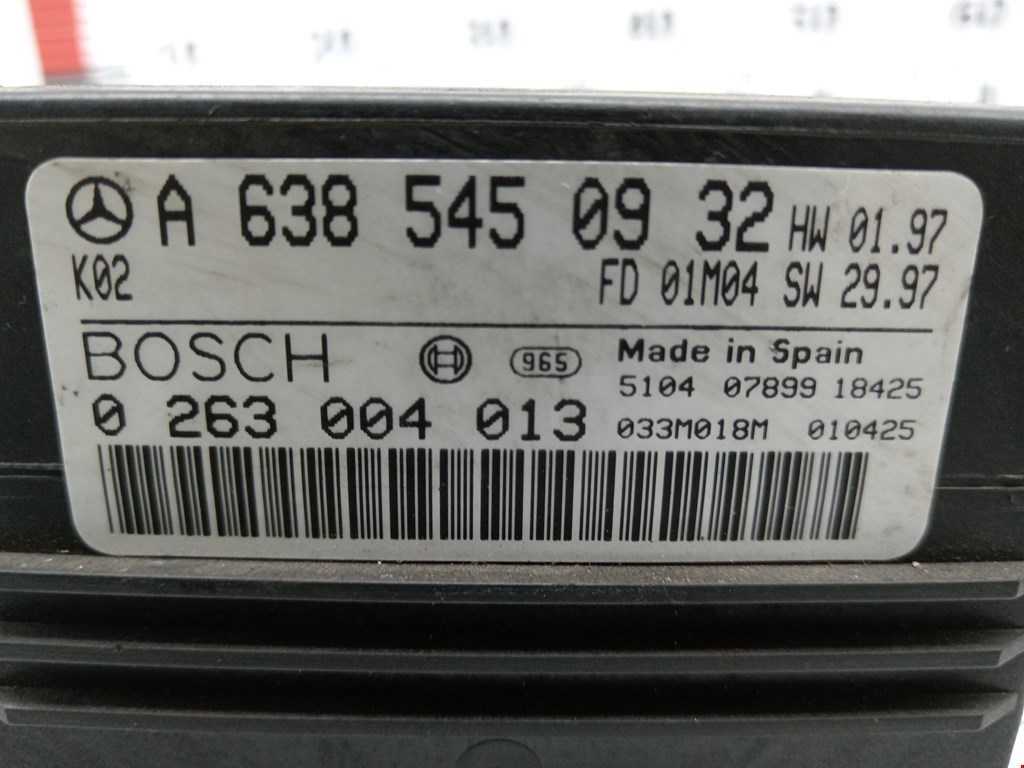 A 638 545 09 32 HW 01.97
K02 FD 01M04 SW 29.97
BOSCH 965 Made in Spain
5104 07899 18425
0 263 004 013 033M018M 010425